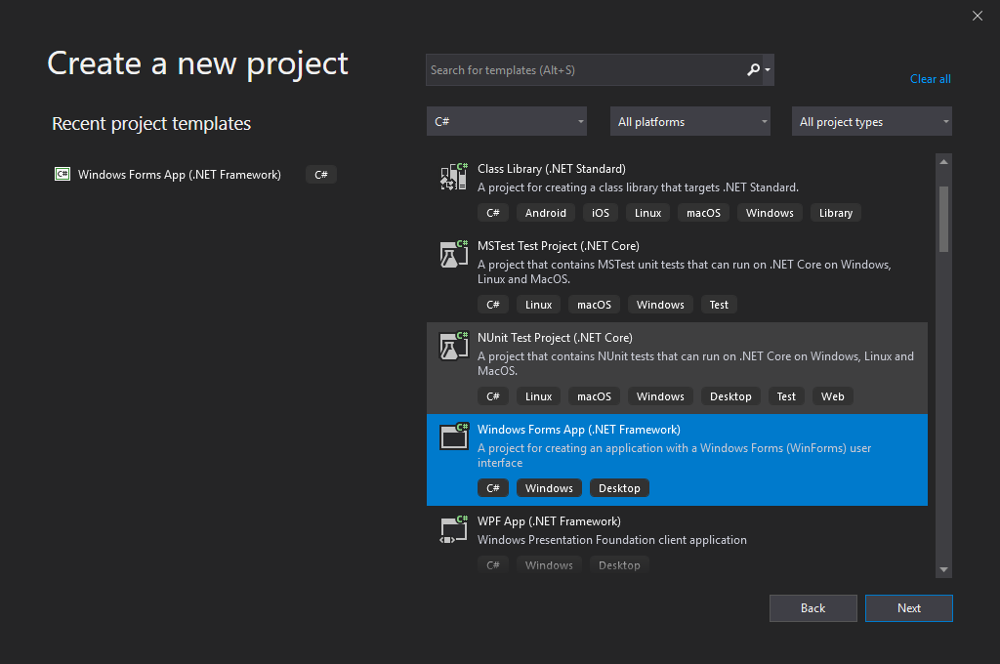 Create a new project
Recent project templates
C# Windows Forms App (.NET Framework) C#
Search for templates (Alt+S)
Clear all
C# All platforms All project types
C# Class Library (.NET Standard)
A project for creating a class library that targets .NET Standard.
C# Android iOS Linux macOS Windows Library
C# MSTest Test Project (.NET Core)
A project that contains MSTest unit tests that can run on .NET Core on Windows,
Linux and MacOS.
C# Linux macOS Windows Test
C# NUnit Test Project (.NET Core)
A project that contains NUnit tests that can run on .NET Core on Windows, Linux and
MacOS.
C# Linux macOS Windows Desktop Test Web
C# Windows Forms App (.NET Framework)
A project for creating an application with a Windows Forms (WinForms) user
interface
C# Windows Desktop
C# WPF App (.NET Framework)
Windows Presentation Foundation client application
C# Windows Desktop
Back Next